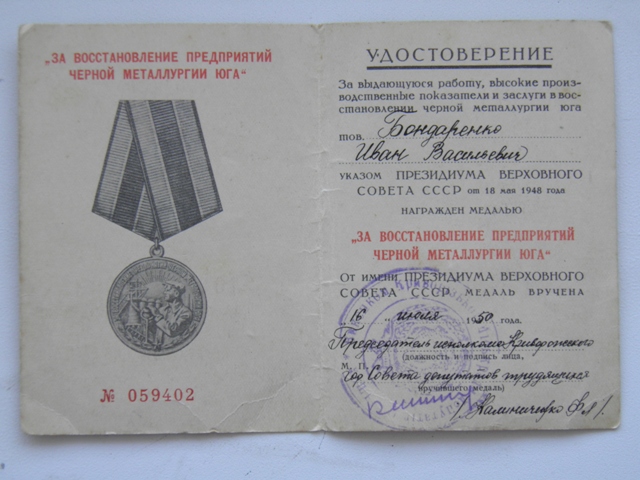 „ЗА ВОССТАНОВЛЕНИЕ ПРЕДПРИЯТИЙ
ЧЕРНОЙ МЕТАЛЛУРГИИ ЮГА“
№ 059402
УДОСТОВЕРЕНИЕ
За выдающуюся работу, высокие произ-
водственные показатели и заслуги в вос-
становлении черной металлургии юга
тов. Бондаренко
Иван Васильевич
УКАЗОМ ПРЕЗИДИУМА ВЕРХОВНОГО
СОВЕТА СССР от 18 мая 1948 года
НАГРАЖДЕН МЕДАЛЬЮ
„ЗА ВОССТАНОВЛЕНИЕ ПРЕДПРИЯТИЙ
ЧЕРНОЙ МЕТАЛЛУРГИИ ЮГА“
От имени ПРЕЗИДИУМА ВЕРХОВНОГО
СОВЕТА СССР МЕДАЛЬ ВРУЧЕНА
„16 „ июля 1950 года.
Председатель исполкома Криворожского
(должность и подпись лица,
М. П.
Гор Совета депутатов трудящихся
вручившего медаль)
/Калиниченко